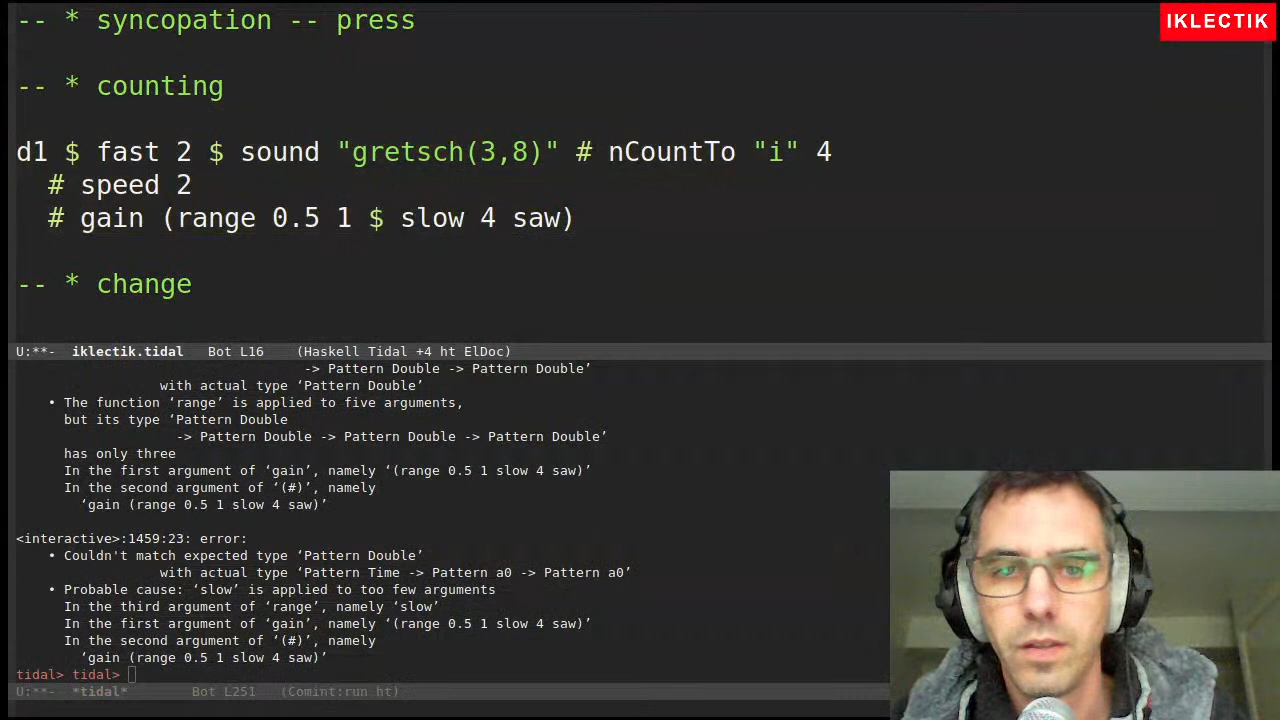 -- * syncopation -- press
IKLECTIK
-- * counting
d1 $ fast 2 $ sound "gretsch(3,8)" # nCountTo "i" 4
# speed 2
# gain (range 0.5 1 $ slow 4 saw)
-- * change
U:**- iklectik.tidal Bot L16 (Haskell Tidal +4 ht ElDoc)
-> Pattern Double -> Pattern Double’
with actual type ‘Pattern Double’
• The function ‘range’ is applied to five arguments,
but its type ‘Pattern Double
-> Pattern Double -> Pattern Double -> Pattern Double’
has only three
In the first argument of ‘gain’, namely ‘(range 0.5 1 slow 4 saw)’
In the second argument of ‘(#)’, namely
‘gain (range 0.5 1 slow 4 saw)’
<interactive>:1459:23: error:
• Couldn't match expected type ‘Pattern Double’
with actual type ‘Pattern Time -> Pattern a0 -> Pattern a0’
• Probable cause: ‘slow’ is applied to too few arguments
In the third argument of ‘range’, namely ‘slow’
In the first argument of ‘gain’, namely ‘(range 0.5 1 slow 4 saw)’
In the second argument of ‘(#)’, namely
‘gain (range 0.5 1 slow 4 saw)’
tidal> tidal>
U:**- *tidal* Bot L251 (Comint:run ht)